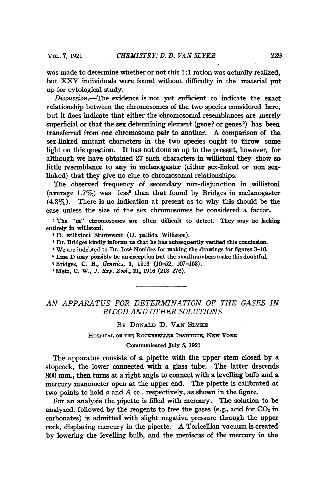 VOL. 7, 1921 CHEMISTRY: D. D. VAN SLYKE 229
was made to determine whether or not this 1:1 ration was actually realized,
but XXY individuals were found without difficulty in the material put
up for cytological study.
Discussion.—The evidence is not yet sufficient to indicate the exact
relationship between the chromosomes of the two species considered here,
but it does indicate that either the chromosomal resemblances are merely
superficial or that the sex determining element (gene? or genes?) has been
transferred from one chromosome pair to another. A comparison of the
sex-linked mutant characters in the two species ought to throw some
light on this question. It has not done so up to the present, however, for
although we have obtained 27 such characters in willistoni they show so
little resemblance to any in melanogaster (either sex-linked or non sex-
linked) that they give no clue to chromosomal relationships.
The observed frequency of secondary non-disjunction in willistoni
(average 1.7%) was less⁵ than that found by Bridges in melanogaster
(4.3%). There is no indication at present as to why this should be the
case unless the size of the sex chromosomes be considered a factor.
¹ The "m" chromosomes are often difficult to detect. They may be lacking
entirely in willistoni.
² D. willistoni Sturtevant (D. pallida Williston).
³ Dr. Bridges kindly informs us that he has subsequently verified this conclusion.
⁴ We are indebted to Dr. José Nonidez for making the drawings for figures 3–10.
⁵ Line D may possibly be an exception but the small numbers make this doubtful.
⁶ Bridges, C. B., Genetics, 1, 1916 (1–52, 107–163).
⁷ Metz, C. W., J. Exp. Zool., 21, 1916 (213–279).
AN APPARATUS FOR DETERMINATION OF THE GASES IN
BLOOD AND OTHER SOLUTIONS
BY DONALD D. VAN SLYKE
HOSPITAL OF THE ROCKEFELLER INSTITUTE, NEW YORK
Communicated July 5, 1921
The apparatus consists of a pipette with the upper stem closed by a
stopcock, the lower connected with a glass tube. The latter descends
800 mm., then turns at a right angle to connect with a levelling bulb and a
mercury manometer open at the upper end. The pipette is calibrated at
two points to hold a and A cc., respectively, as shown in the figure.
For an analysis the pipette is filled with mercury. The solution to be
analyzed, followed by the reagents to free the gases (e.g., acid for CO₂ in
carbonates) is admitted with slight negative pressure through the upper
cock, displacing mercury in the pipette. A Toricellian vacuum is created
by lowering the levelling bulb, and the meniscus of the mercury in the